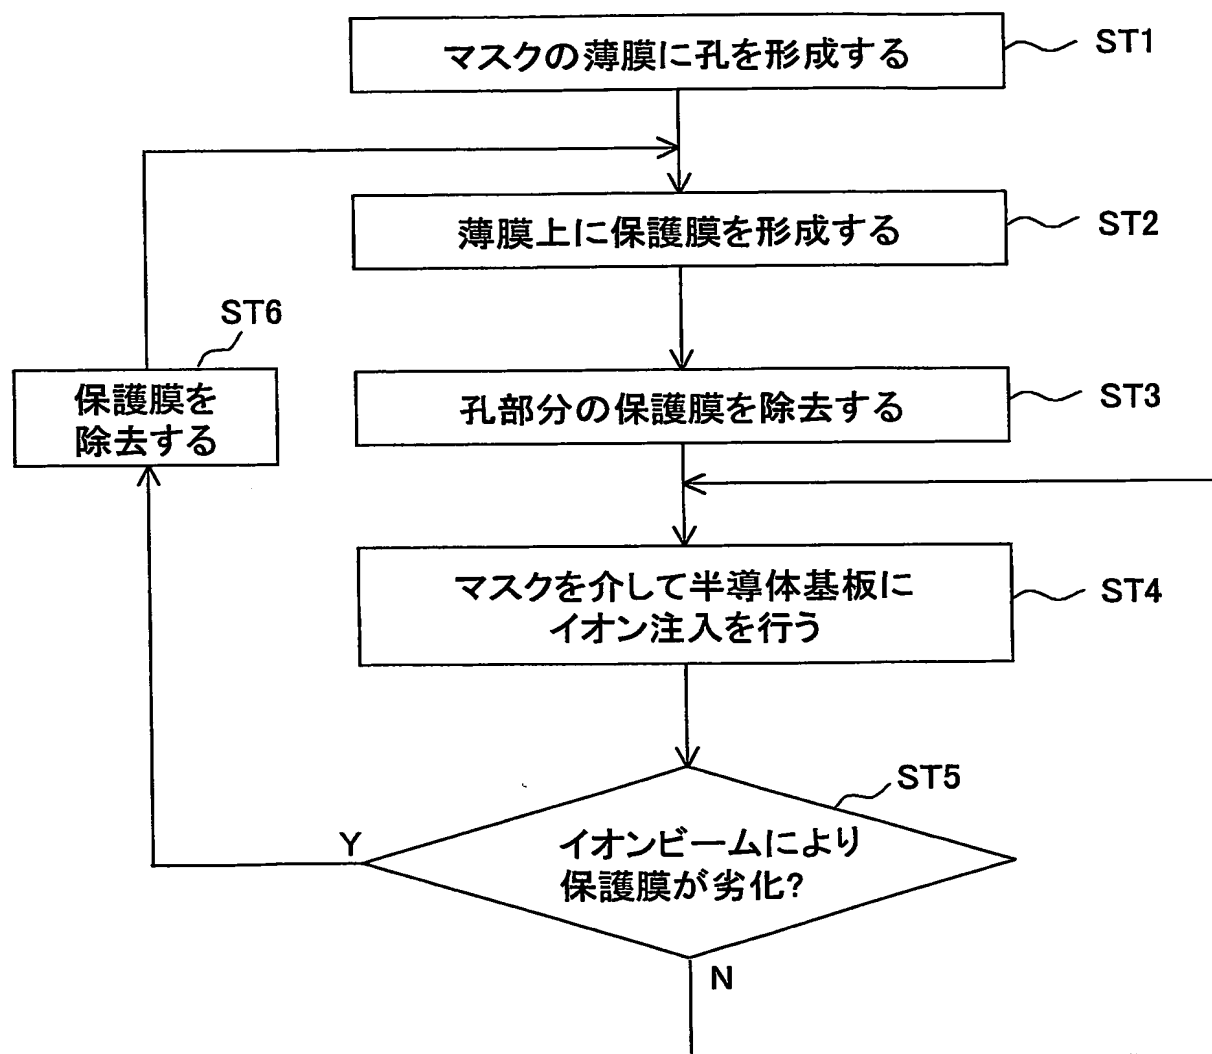 マスクの薄膜に孔を形成する
ST1
薄膜上に保護膜を形成する
ST2
ST6
保護膜を
除去する
孔部分の保護膜を除去する
ST3
マスクを介して半導体基板に
イオン注入を行う
ST4
ST5
Y
イオンビームにより
保護膜が劣化?
N